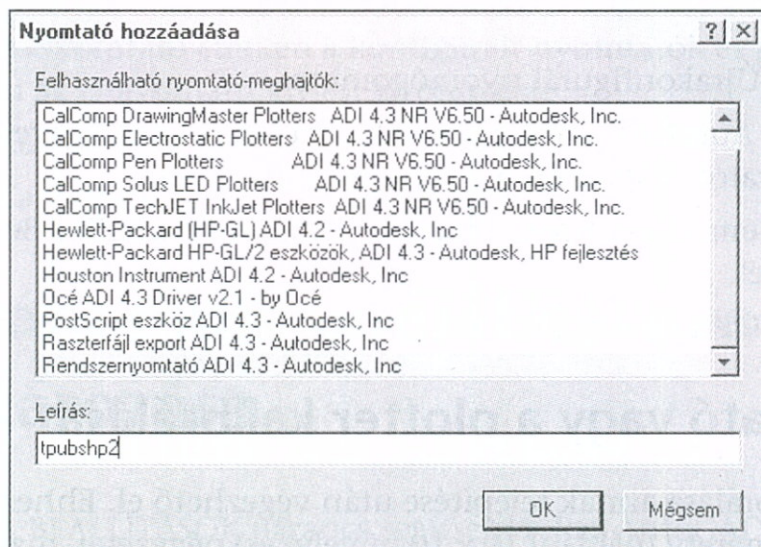 Nyomtató hozzáadása
Felhasználható nyomtató-meghajtók:
CalComp DrawingMaster Plotters ADI 4.3 NR V6.50 - Autodesk, Inc.
CalComp Electrostatic Plotters ADI 4.3 NR V6.50 - Autodesk, Inc.
CalComp Pen Plotters ADI 4.3 NR V6.50 - Autodesk, Inc.
CalComp Solus LED Plotters ADI 4.3 NR V6.50 - Autodesk, Inc.
CalComp TechJET InkJet Plotters ADI 4.3 NR V6.50 - Autodesk, Inc.
Hewlett-Packard (HP-GL) ADI 4.2 - Autodesk, Inc
Hewlett-Packard HP-GL/2 eszközök, ADI 4.3 - Autodesk, HP fejlesztés
Houston Instrument ADI 4.2 - Autodesk, Inc
Océ ADI 4.3 Driver v2.1 - by Océ
PostScript eszköz ADI 4.3 - Autodesk, Inc
Raszterfájl export ADI 4.3 - Autodesk, Inc
Rendszernyomtató ADI 4.3 - Autodesk, Inc
Leírás:
tpubshp2
OK Mégsem